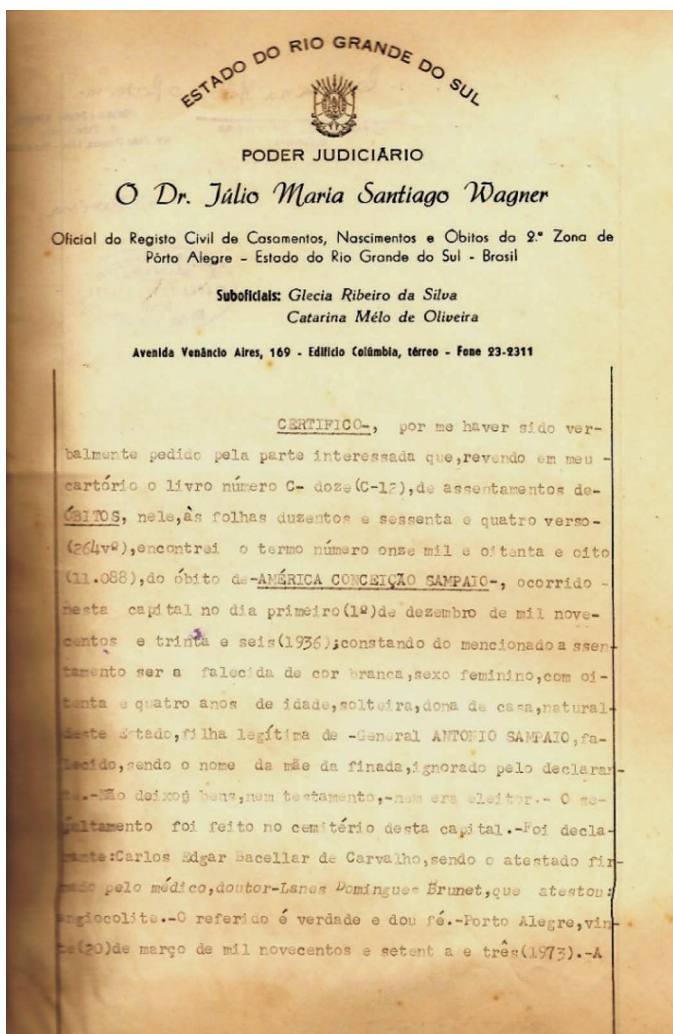 ESTADO DO RIO GRANDE DO SUL
PODER JUDICIÁRIO
O Dr. Júlio Maria Santiago Wagner
Oficial do Registo Civil de Casamentos, Nascimentos e Óbitos da 2.ª Zona de
Pôrto Alegre - Estado do Rio Grande do Sul - Brasil
Suboficiais: Glecia Ribeiro da Silva
Catarina Mélo de Oliveira
Avenida Venâncio Aires, 169 - Edifício Colúmbia, térreo - Fone 23-2311
CERTIFICO-, por me haver sido ver-
balmente pedido pela parte interessada que,revendo em meu -
cartório o livro número C- doze(C-12),de assentamentos de-
ÓBITOS, nele,às folhas duzentos e sessenta e quatro verso-
(264vº),encontrei o termo número onze mil e oitenta e oito
(11.088),do óbito de-AMÉRICA CONCEIÇÃO SAMPAIO-, ocorrido -
nesta capital no dia primeiro(1º)de dezembro de mil nove-
centos e trinta e seis(1936);constando do mencionado assen-
tamento ser a falecida de cor branca,sexo feminino,com oi-
tenta e quatro anos de idade,solteira,dona de casa,natural
deste Estado,filha legítima de -General ANTONIO SAMPAIO,fa-
lecido,sendo o nome da mãe da finada,ignorado pelo declaran-
te.-Não deixou bens,nem testamento,-nem era eleitor.- O se-
pultamento foi feito no cemitério desta capital.-Foi decla-
rante:Carlos Edgar Bacellar de Carvalho,sendo o atestado fir-
mado pelo médico,doutor-Lanes Domingues Brunet,que atestou:
angiocolite.-O referido é verdade e dou fé.-Porto Alegre,vin-
te(20)de março de mil novecentos e setenta e três(1973).-A